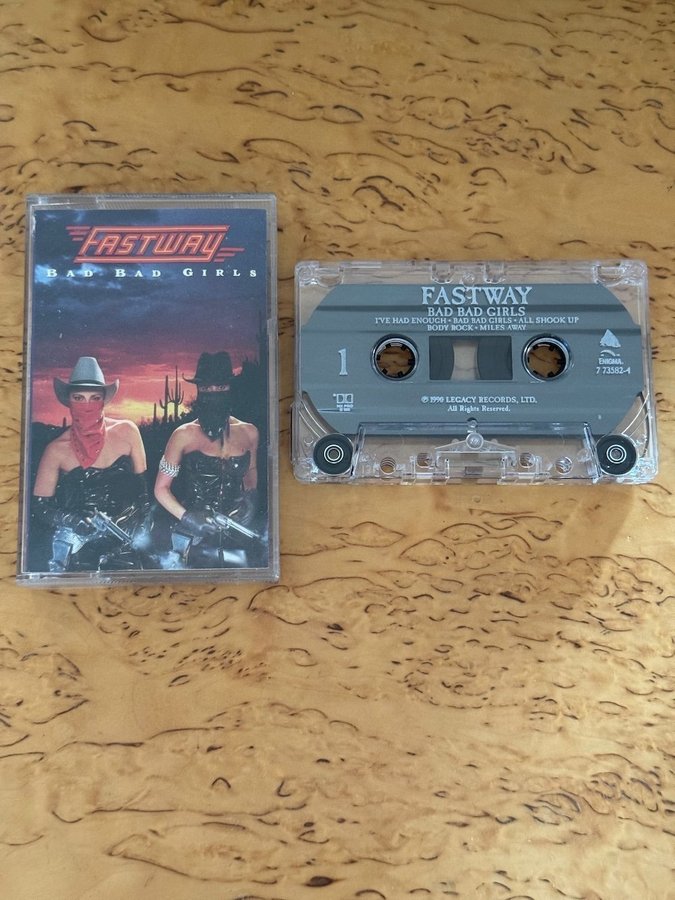 FASTWAY
BAD BAD GIRLS
FASTWAY
BAD BAD GIRLS
I'VE HAD ENOUGH • BAD BAD GIRLS • ALL SHOOK UP
BODY ROCK • MILES AWAY
1
ENIGMA.
7 73582-4
℗ 1990 LEGACY RECORDS, LTD.
All Rights Reserved.